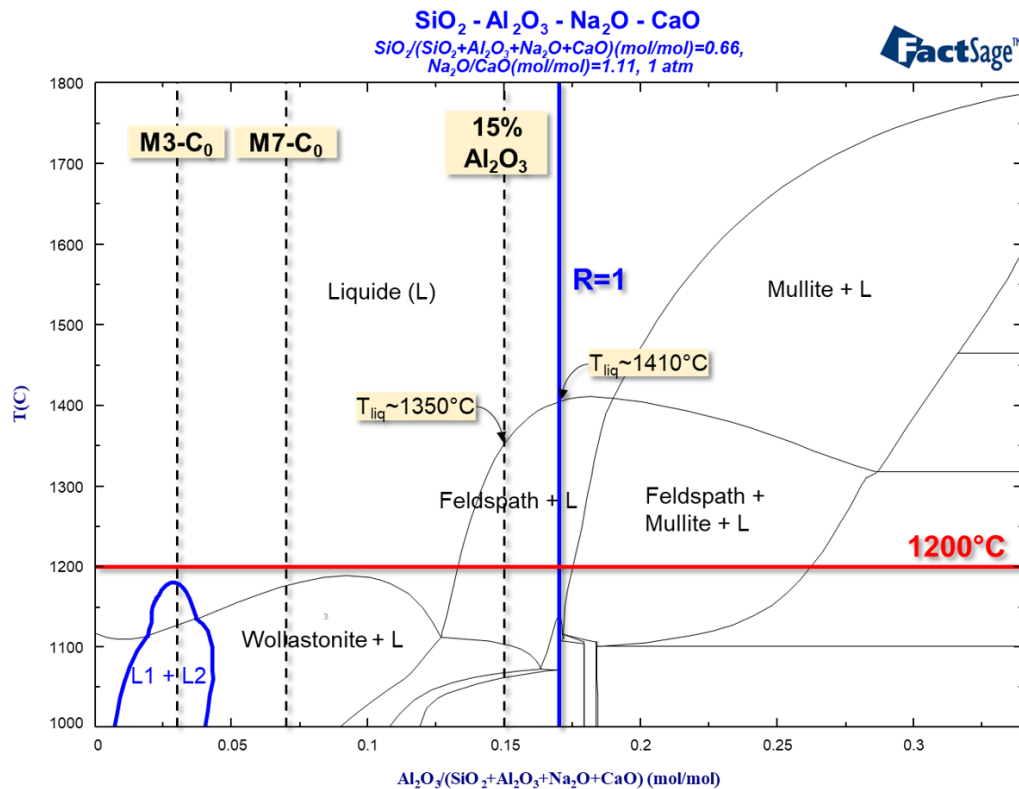 SiO₂ - Al₂O₃ - Na₂O - CaO
SiO₂/(SiO₂+Al₂O₃+Na₂O+CaO)(mol/mol)=0.66,
Na₂O/CaO(mol/mol)=1.11, 1 atm
FactSage™
1800
1700
1600
1500
1400
1300
1200
1100
1000
T(C)
M3-C₀
M7-C₀
15%
Al₂O₃
R=1
Liquide (L)
Mullite + L
Tliq~1410°C
Tliq~1350°C
Feldspath + L
Feldspath +
Mullite + L
1200°C
3
Wollastonite + L
L1 + L2
0
0.05
0.1
0.15
0.2
0.25
0.3
Al₂O₃/(SiO₂+Al₂O₃+Na₂O+CaO) (mol/mol)